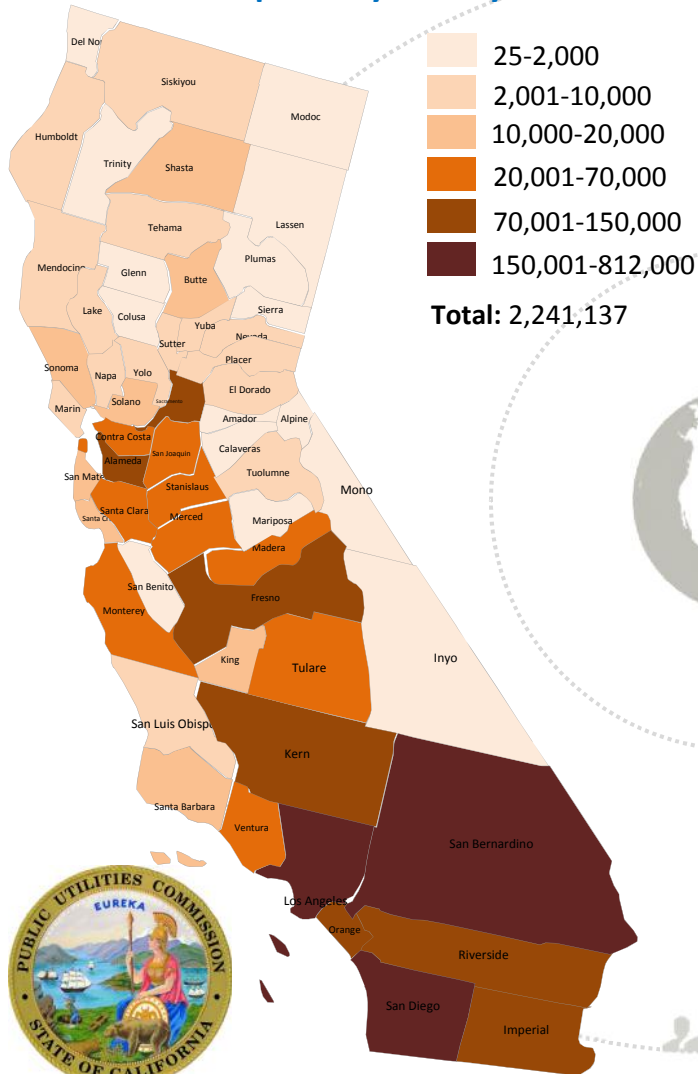 25-2,000
2,001-10,000
10,000-20,000
20,001-70,000
70,001-150,000
150,001-812,000
Total: 2,241,137
Del Nor
Siskiyou
Modoc
Humboldt
Trinity
Shasta
Lassen
Tehama
Plumas
Mendocino
Glenn
Butte
Sierra
Lake
Colusa
Yuba
Nevada
Sutter
Placer
Sonoma
Napa
Yolo
El Dorado
Solano
Sacramento
Marin
Amador
Alpine
Contra Costa
San Joaquin
Calaveras
Alameda
Tuolumne
San Mate
Stanislaus
Mono
Santa Clara
Santa Cr
Merced
Mariposa
Madera
San Benito
Fresno
Monterey
King
Tulare
Inyo
San Luis Obispo
Kern
Santa Barbara
Ventura
San Bernardino
Los Angeles
Orange
Riverside
San Diego
Imperial
PUBLIC UTILITIES COMMISSION
EUREKA
STATE OF CALIFORNIA